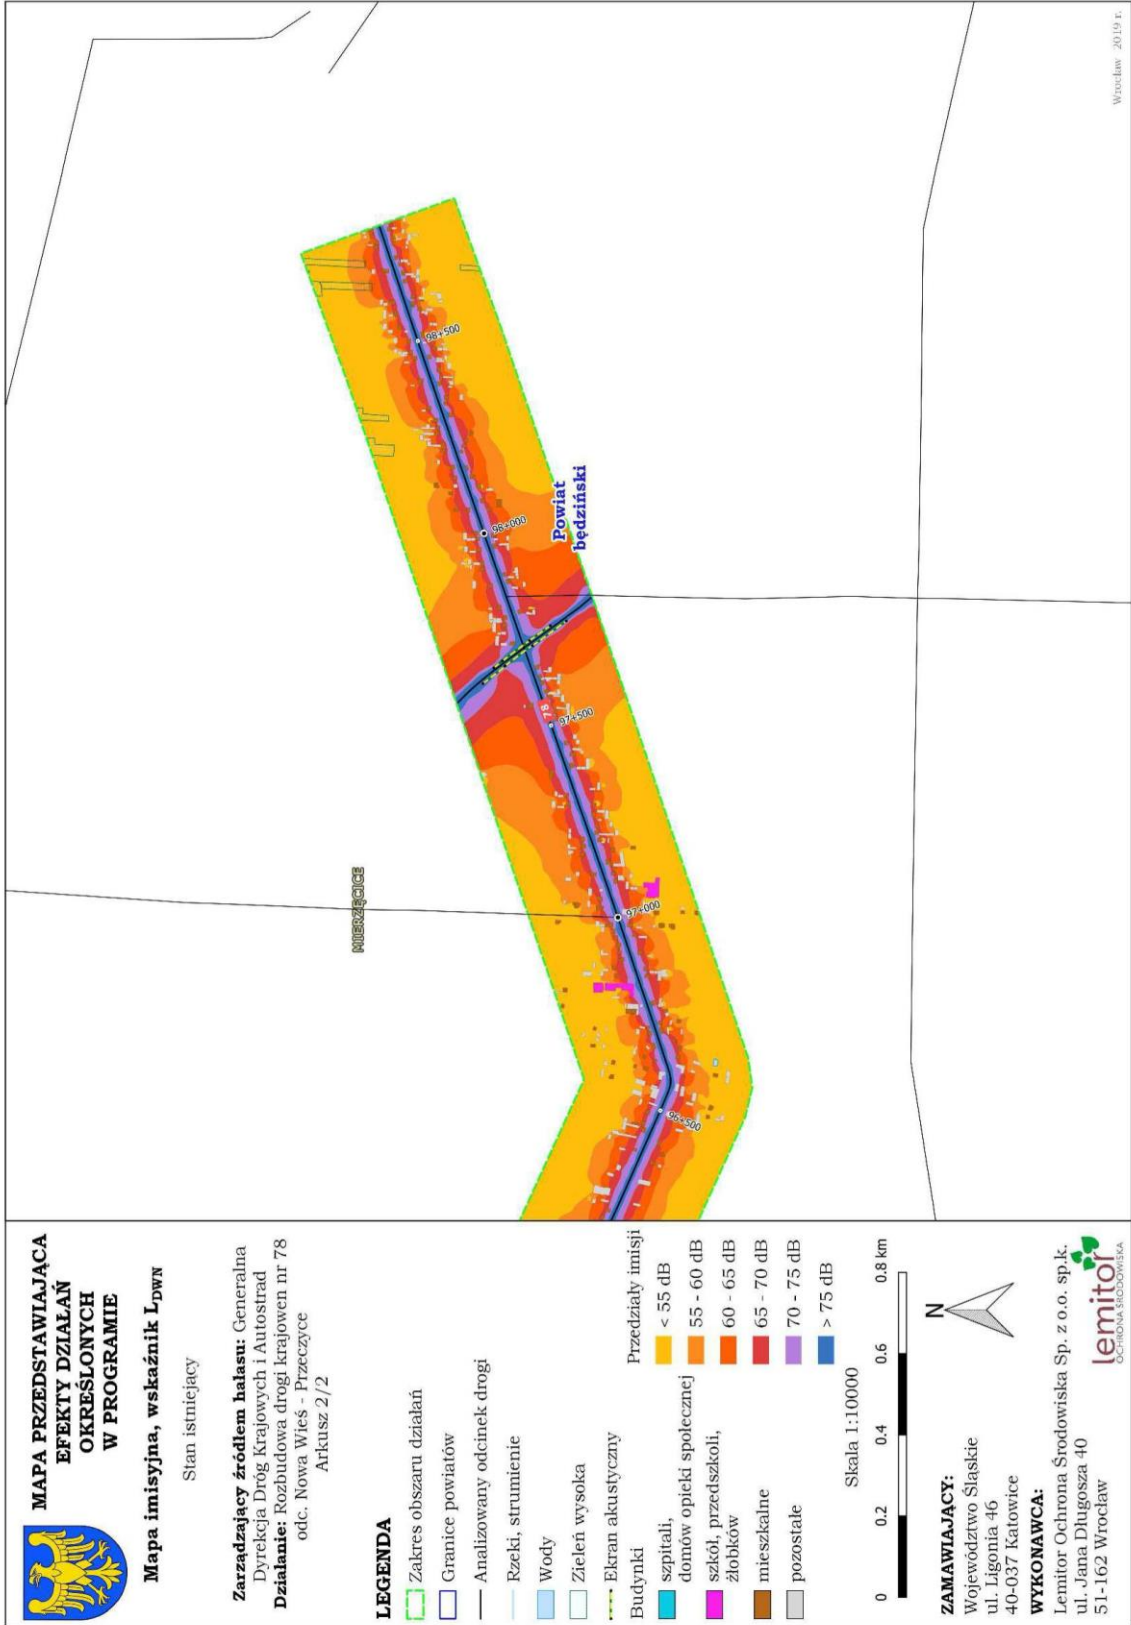 MAPA PRZEDSTAWIAJĄCA
EFEKTY DZIAŁAŃ
OKREŚLONYCH
W PROGRAMIE
Mapa imisyjna, wskaźnik LDWN
Stan istniejący
Zarządzający źródłem hałasu: Generalna
Dyrekcja Dróg Krajowych i Autostrad
Działanie: Rozbudowa drogi krajowen nr 78
odc. Nowa Wieś - Przeczyce
Arkusz 2/2
LEGENDA
Zakres obszaru działań
Granice powiatów
Analizowany odcinek drogi
Rzeki, strumienie
Wody
Zieleń wysoka
Ekran akustyczny
Budynki
szpitali,
domów opieki społecznej
szkół, przedszkoli,
żłobków
mieszkalne
pozostałe
Przedziały imisji
< 55 dB
55 - 60 dB
60 - 65 dB
65 - 70 dB
70 - 75 dB
> 75 dB
Skala 1:10000
0 0.2 0.4 0.6 0.8 km
N
ZAMAWIAJĄCY:
Województwo Śląskie
ul. Ligonia 46
40-037 Katowice
WYKONAWCA:
Lemitor Ochrona Środowiska Sp. z o.o. sp.k.
ul. Jana Długosza 40
51-162 Wrocław
lemitor
OCHRONA ŚRODOWISKA
MIERZĘCICE
Powiat
będziński
96+500
97+000
97+500
78
98+000
98+500
Wrocław 2019 r.